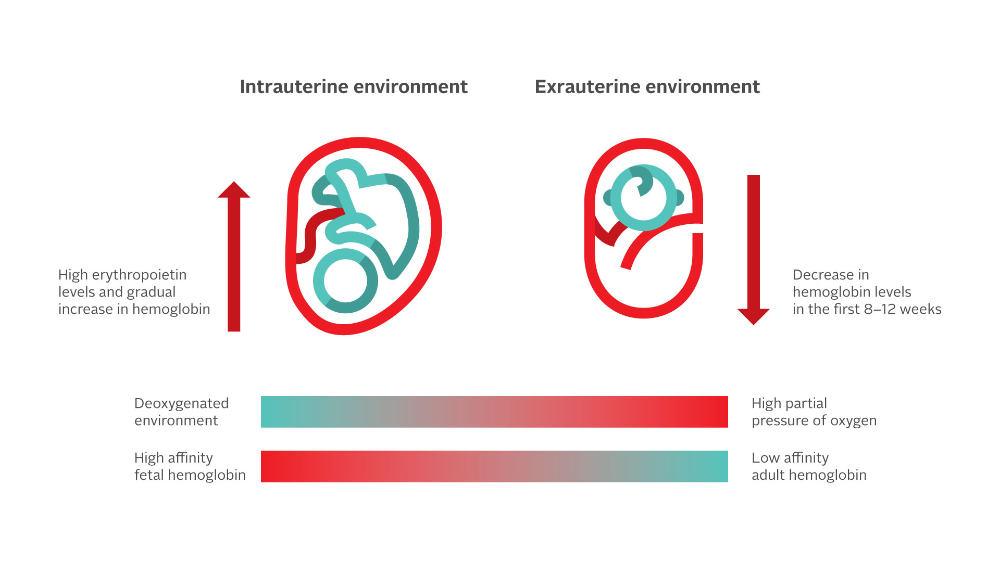 Intrauterine environment
Exrauterine environment
High erythropoietin
levels and gradual
increase in hemoglobin
Decrease in
hemoglobin levels
in the first 8–12 weeks
Deoxygenated
environment
High partial
pressure of oxygen
High affinity
fetal hemoglobin
Low affinity
adult hemoglobin